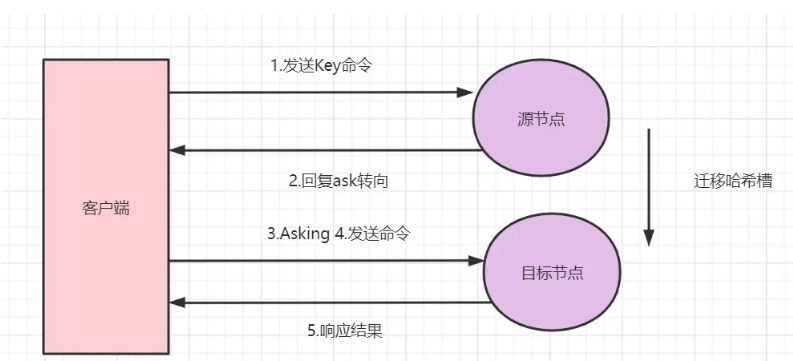 1.发送Key命令
源节点
2.回复ask转向
迁移哈希槽
客户端
3.Asking 4.发送命令
目标节点
5.响应结果